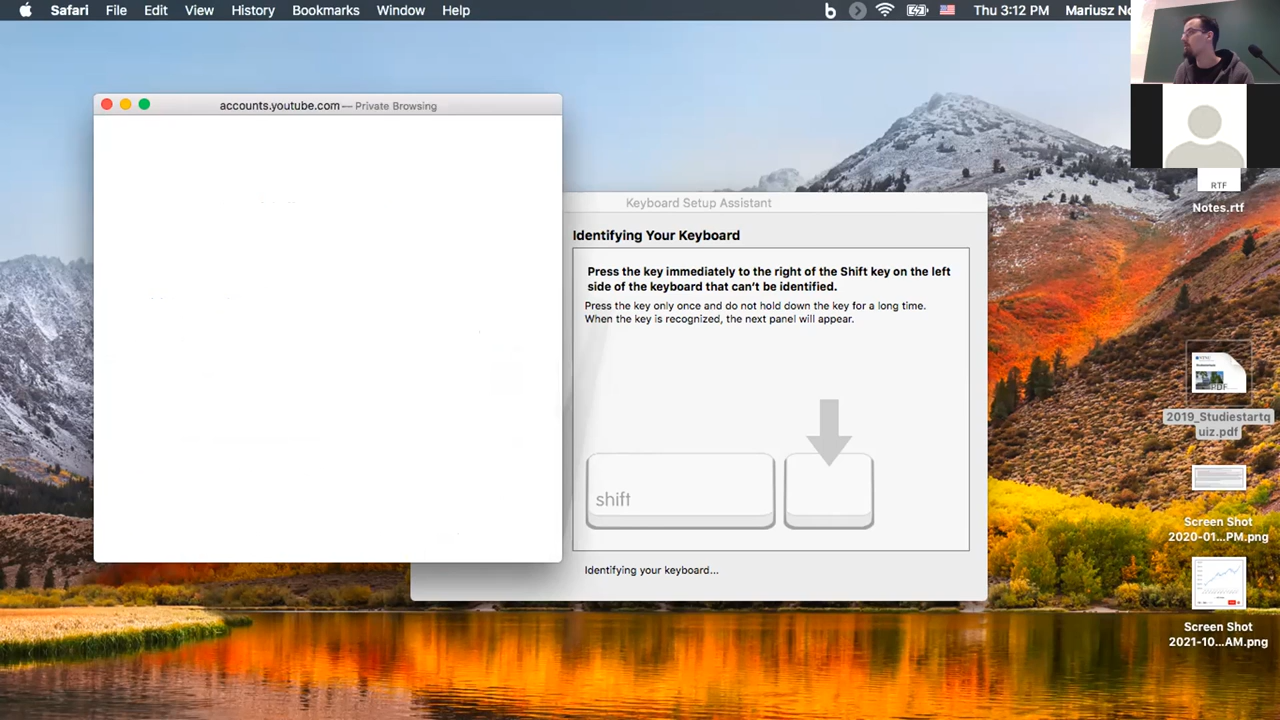 Safari File Edit View History Bookmarks Window Help
Thu 3:12 PM Mariusz No
accounts.youtube.com — Private Browsing
Keyboard Setup Assistant
Identifying Your Keyboard
Press the key immediately to the right of the Shift key on the left
side of the keyboard that can't be identified.
Press the key only once and do not hold down the key for a long time.
When the key is recognized, the next panel will appear.
shift
Identifying your keyboard...
RTF
Notes.rtf
PDF
2019_Studiestartq
uiz.pdf
Screen Shot
2020-01...PM.png
Screen Shot
2021-10...AM.png